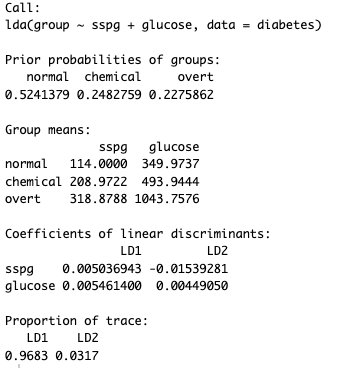 Call:
lda(group ~ sspg + glucose, data = diabetes)
Prior probabilities of groups:
normal chemical overt
0.5241379 0.2482759 0.2275862
Group means:
sspg glucose
normal 114.0000 349.9737
chemical 208.9722 493.9444
overt 318.8788 1043.7576
Coefficients of linear discriminants:
LD1 LD2
sspg 0.005036943 -0.01539281
glucose 0.005461400 0.00449050
Proportion of trace:
LD1 LD2
0.9683 0.0317